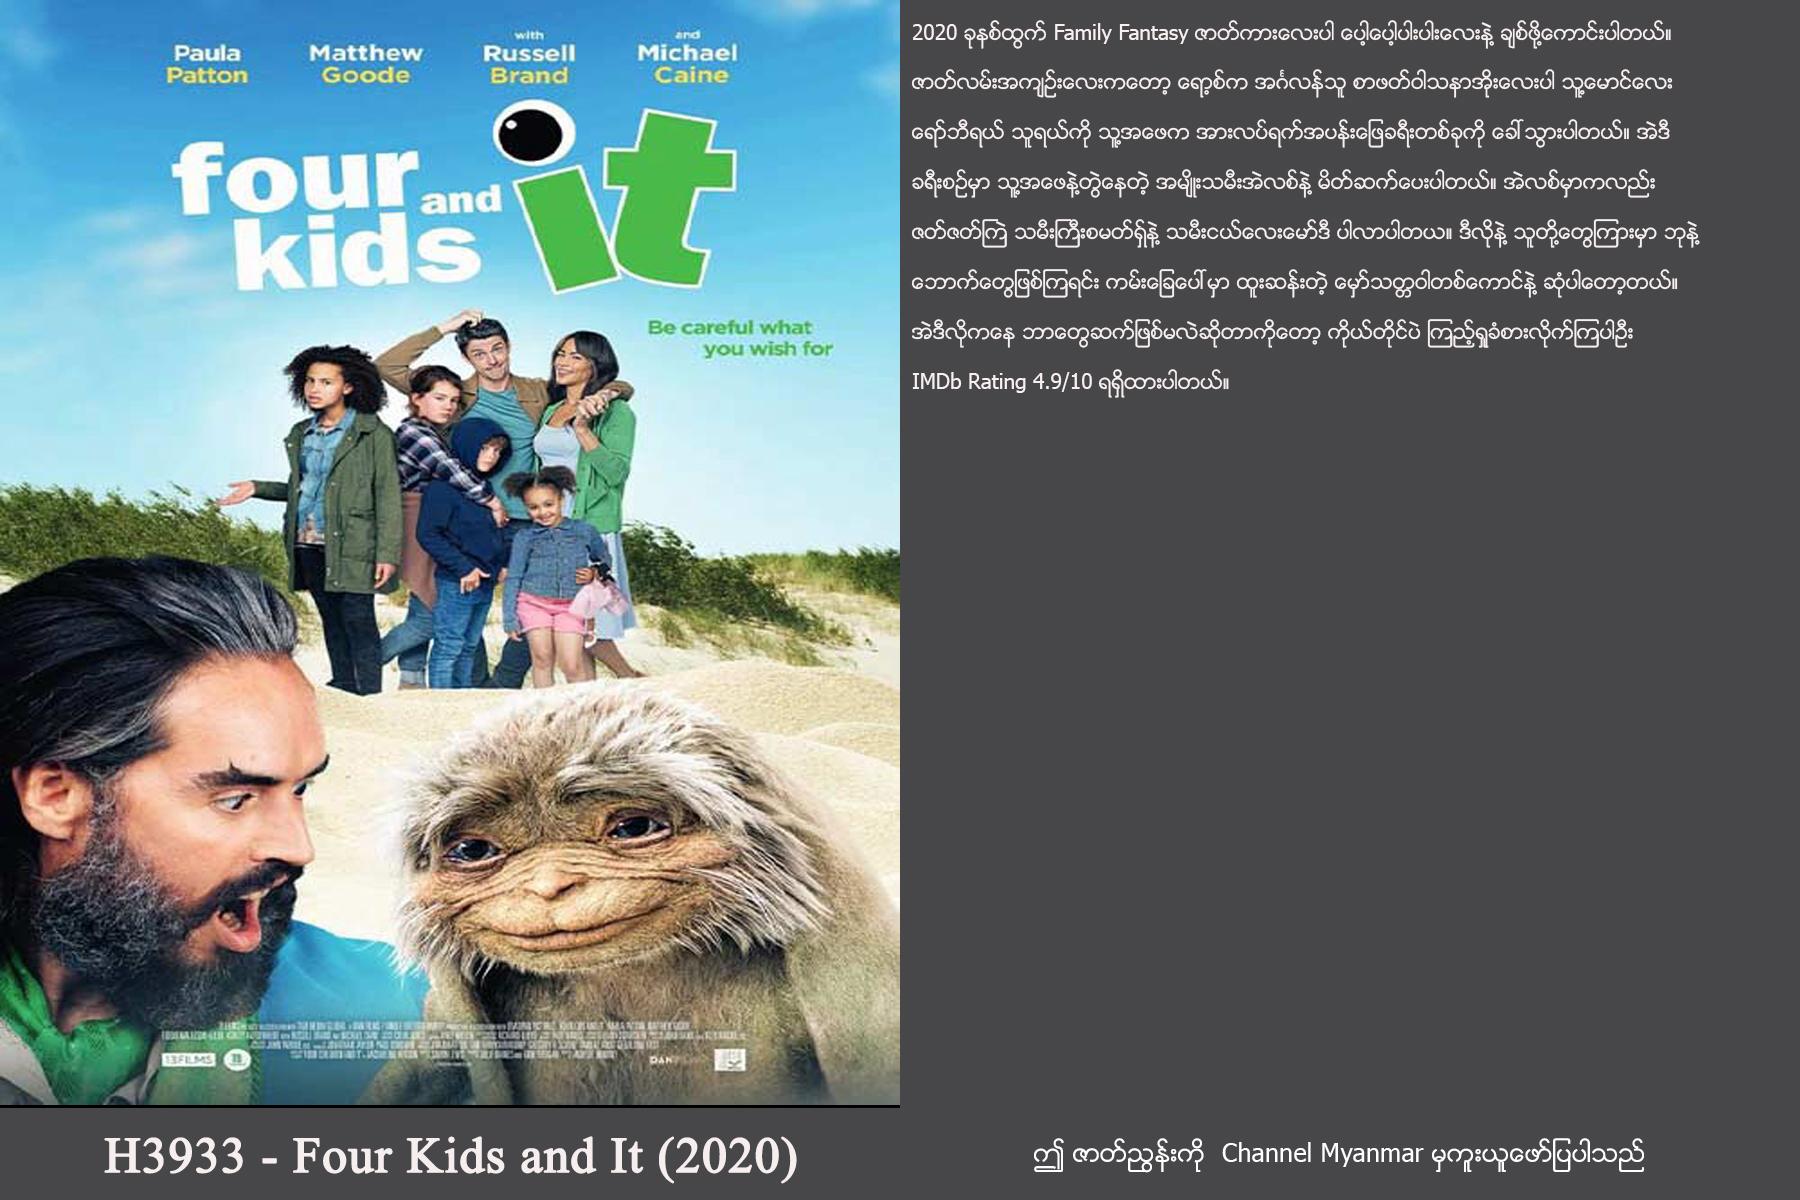 Paula Patton
Matthew Goode
with Russell Brand
and Michael Caine
four kids and it
Be careful what
you wish for
13FILMS
H3933 - Four Kids and It (2020)
2020 ခုနစ်ထွက် Family Fantasy ဇာတ်ကားလေးပါ ပေါ့ပေါ့ပါးပါးလေးနဲ့ ချစ်ဖို့ကောင်းပါတယ်။
ဇာတ်လမ်းအကျဉ်းလေးကတော့ ရော့စ်က အင်္ဂလန်သူ စာဖတ်ဝါသနာအိုးလေးပါ သူ့မောင်လေး
ရော်ဘီရယ် သူရယ်ကို သူ့အဖေက အားလပ်ရက်အပန်းဖြေခရီးတစ်ခုကို ခေါ်သွားပါတယ်။ အဲဒီ
ခရီးစဉ်မှာ သူ့အဖေနဲ့တွဲနေတဲ့ အမျိုးသမီးအဲလစ်နဲ့ မိတ်ဆက်ပေးပါတယ်။ အဲလစ်မှာကလည်း
ဇတ်ဇတ်ကြဲ သမီးကြီးစမတ်ရှ်နဲ့ သမီးငယ်လေးမော်ဒီ ပါလာပါတယ။ ဒီလိုနဲ့ သူတို့တွေကြားမှာ ဘုနဲ့
ဘောက်တွေဖြစ်ကြရင်း ကမ်းခြေပေါ်မှာ ထူးဆန်းတဲ့ မှော်သတ္တဝါတစ်ကောင်နဲ့ ဆုံပါတော့တယ်။
အဲဒီလိုကနေ ဘာတွေဆက်ဖြစ်မလဲဆိုတာကိုတော့ ကိုယ်တိုင်ပဲ ကြည့်ရှုခံစားလိုက်ကြပါဦး
IMDb Rating 4.9/10 ရရှိထားပါတယ်။
ဤ ဇာတ်ညွှန်းကို Channel Myanmar မှကူးယူဖော်ပြပါသည်